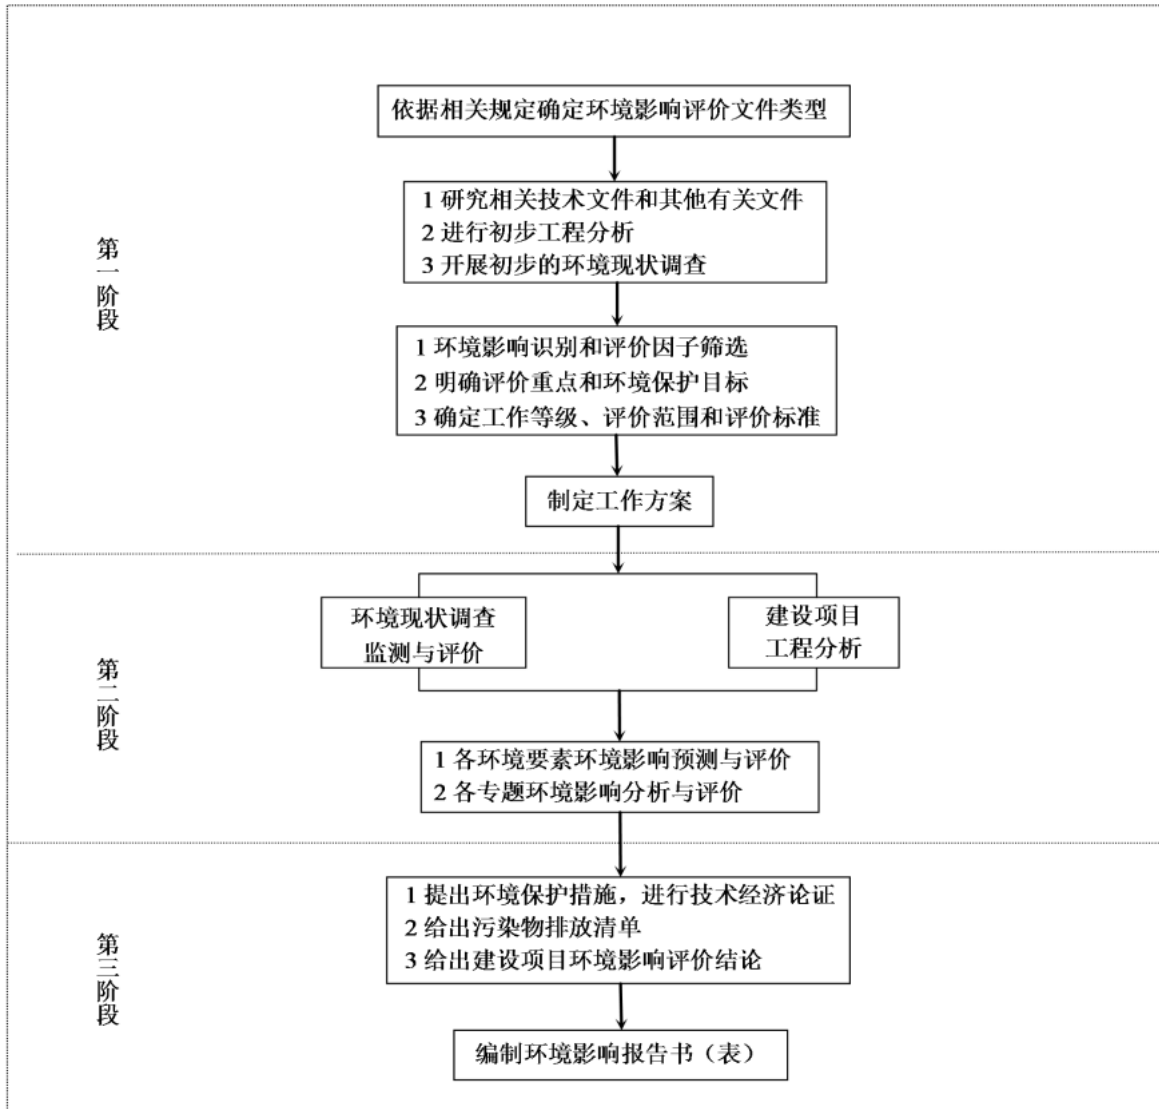 依据相关规定确定环境影响评价文件类型
1 研究相关技术文件和其他有关文件
2 进行初步工程分析
3 开展初步的环境现状调查
第一阶段
1 环境影响识别和评价因子筛选
2 明确评价重点和环境保护目标
3 确定工作等级、评价范围和评价标准
制定工作方案
环境现状调查
监测与评价
建设项目
工程分析
第二阶段
1 各环境要素环境影响预测与评价
2 各专题环境影响分析与评价
1 提出环境保护措施，进行技术经济论证
2 给出污染物排放清单
3 给出建设项目环境影响评价结论
第三阶段
编制环境影响报告书（表）